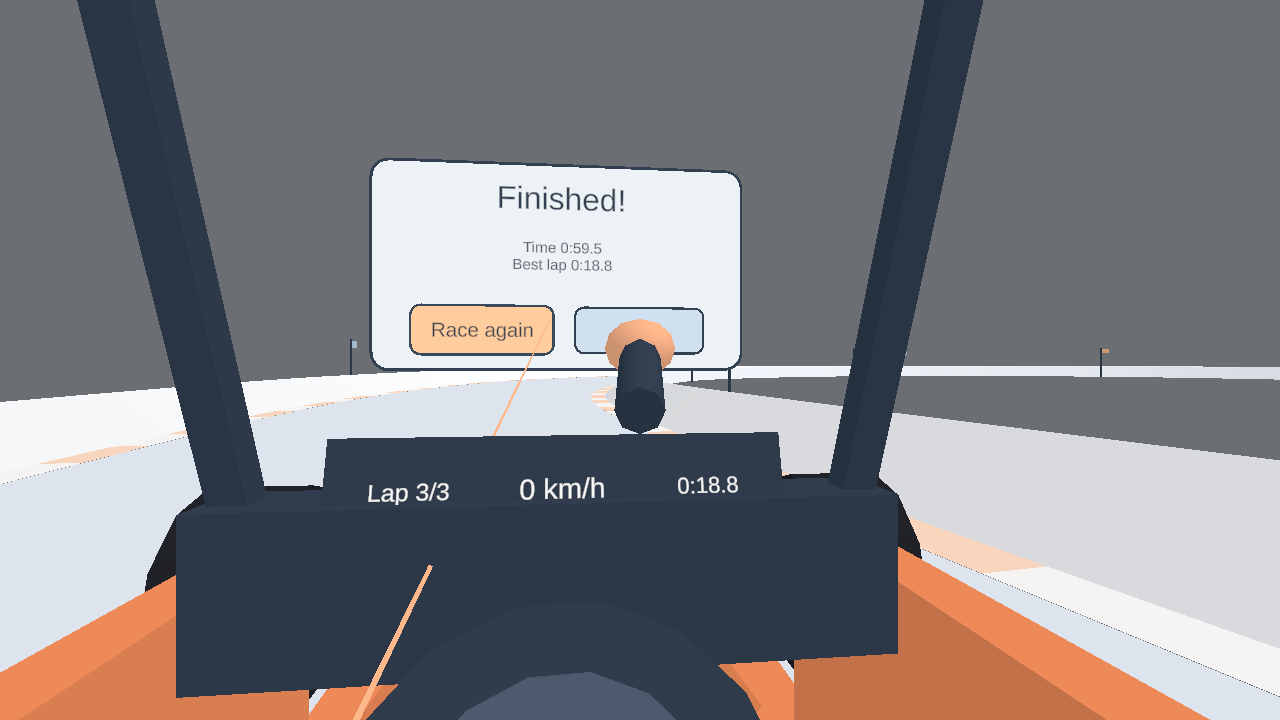 Finished!
Time 0:59.5
Best lap 0:18.8
Race again
Lap 3/3
0 km/h
0:18.8